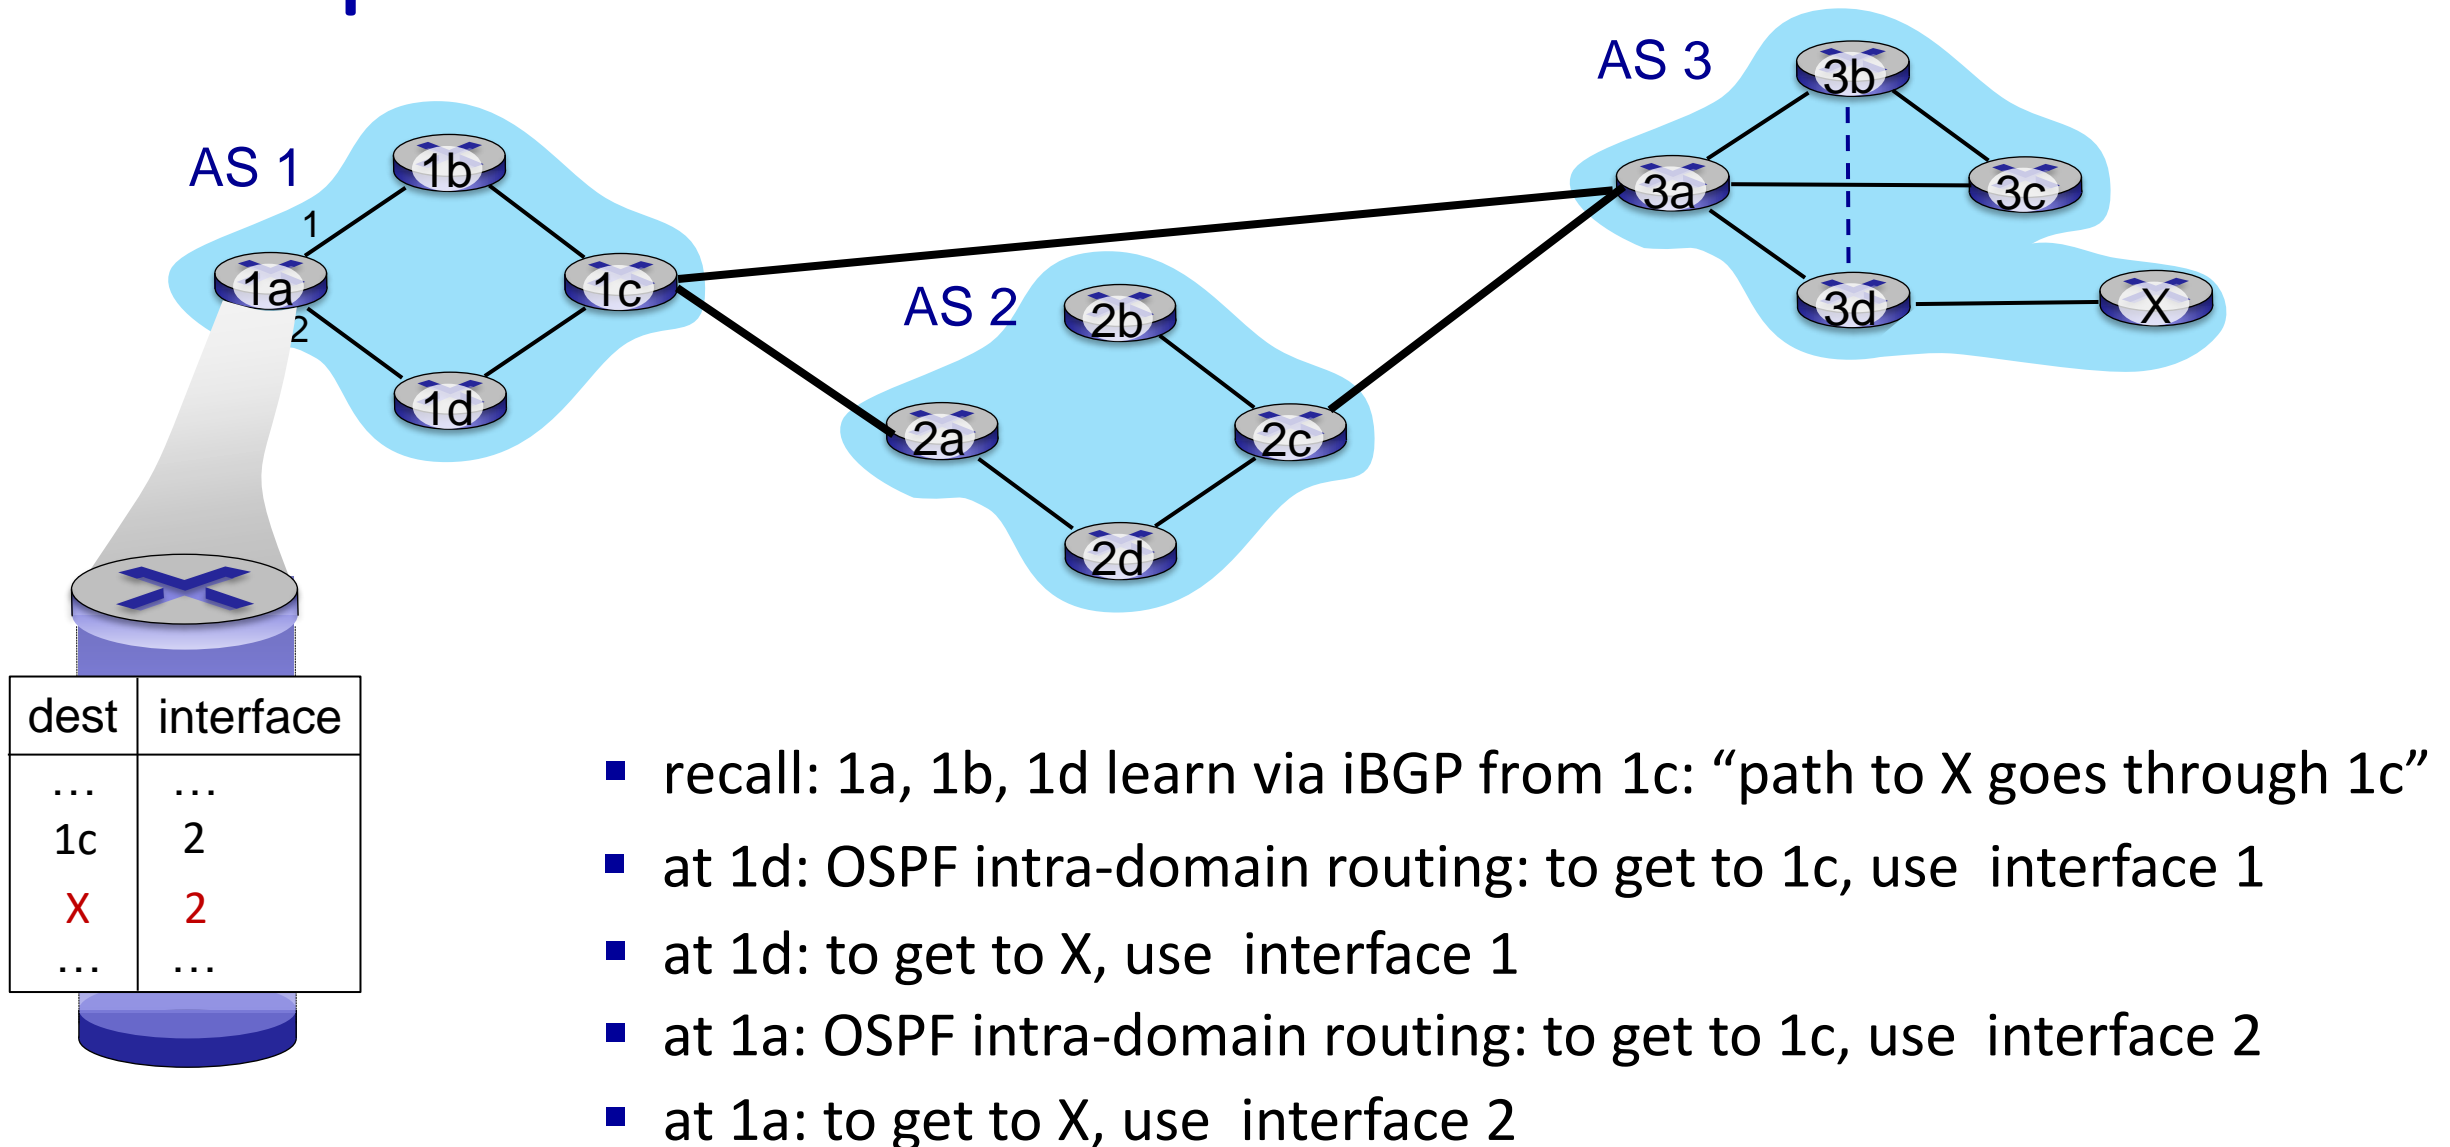 AS 3
3b
AS 1
1b
3a
3c
1
1a
1c
AS 2
2b
3d
X
2
1d
2a
2c
2d
dest interface
... ...
1c 2
X 2
... ...
▪ recall: 1a, 1b, 1d learn via iBGP from 1c: “path to X goes through 1c”
▪ at 1d: OSPF intra-domain routing: to get to 1c, use interface 1
▪ at 1d: to get to X, use interface 1
▪ at 1a: OSPF intra-domain routing: to get to 1c, use interface 2
▪ at 1a: to get to X, use interface 2